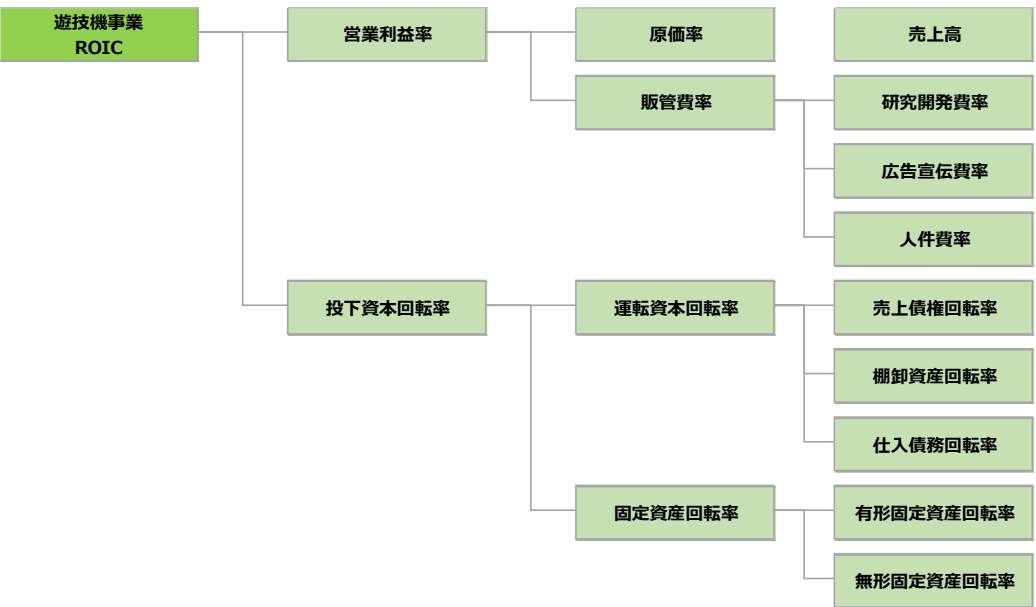 遊技機事業
ROIC
営業利益率
原価率
売上高
販管費率
研究開発費率
広告宣伝費率
人件費率
投下資本回転率
運転資本回転率
売上債権回転率
棚卸資産回転率
仕入債務回転率
固定資産回転率
有形固定資産回転率
無形固定資産回転率